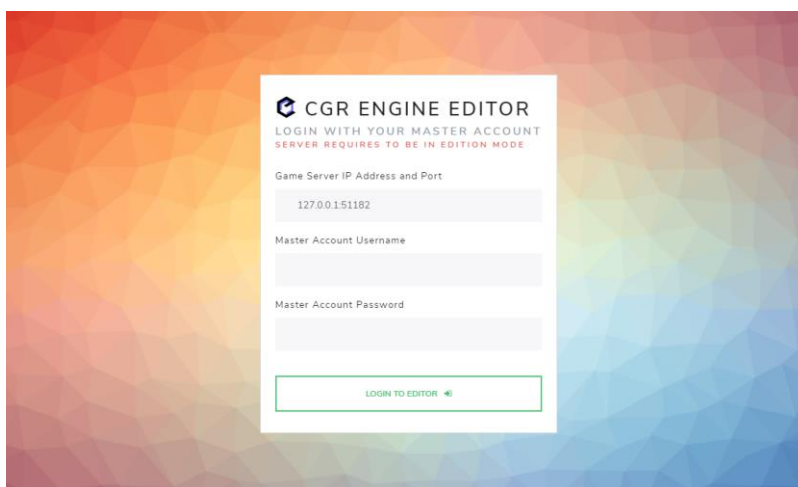 CGR ENGINE EDITOR
LOGIN WITH YOUR MASTER ACCOUNT
SERVER REQUIRES TO BE IN EDITION MODE
Game Server IP Address and Port
127.0.0.1:51182
Master Account Username
Master Account Password
LOGIN TO EDITOR